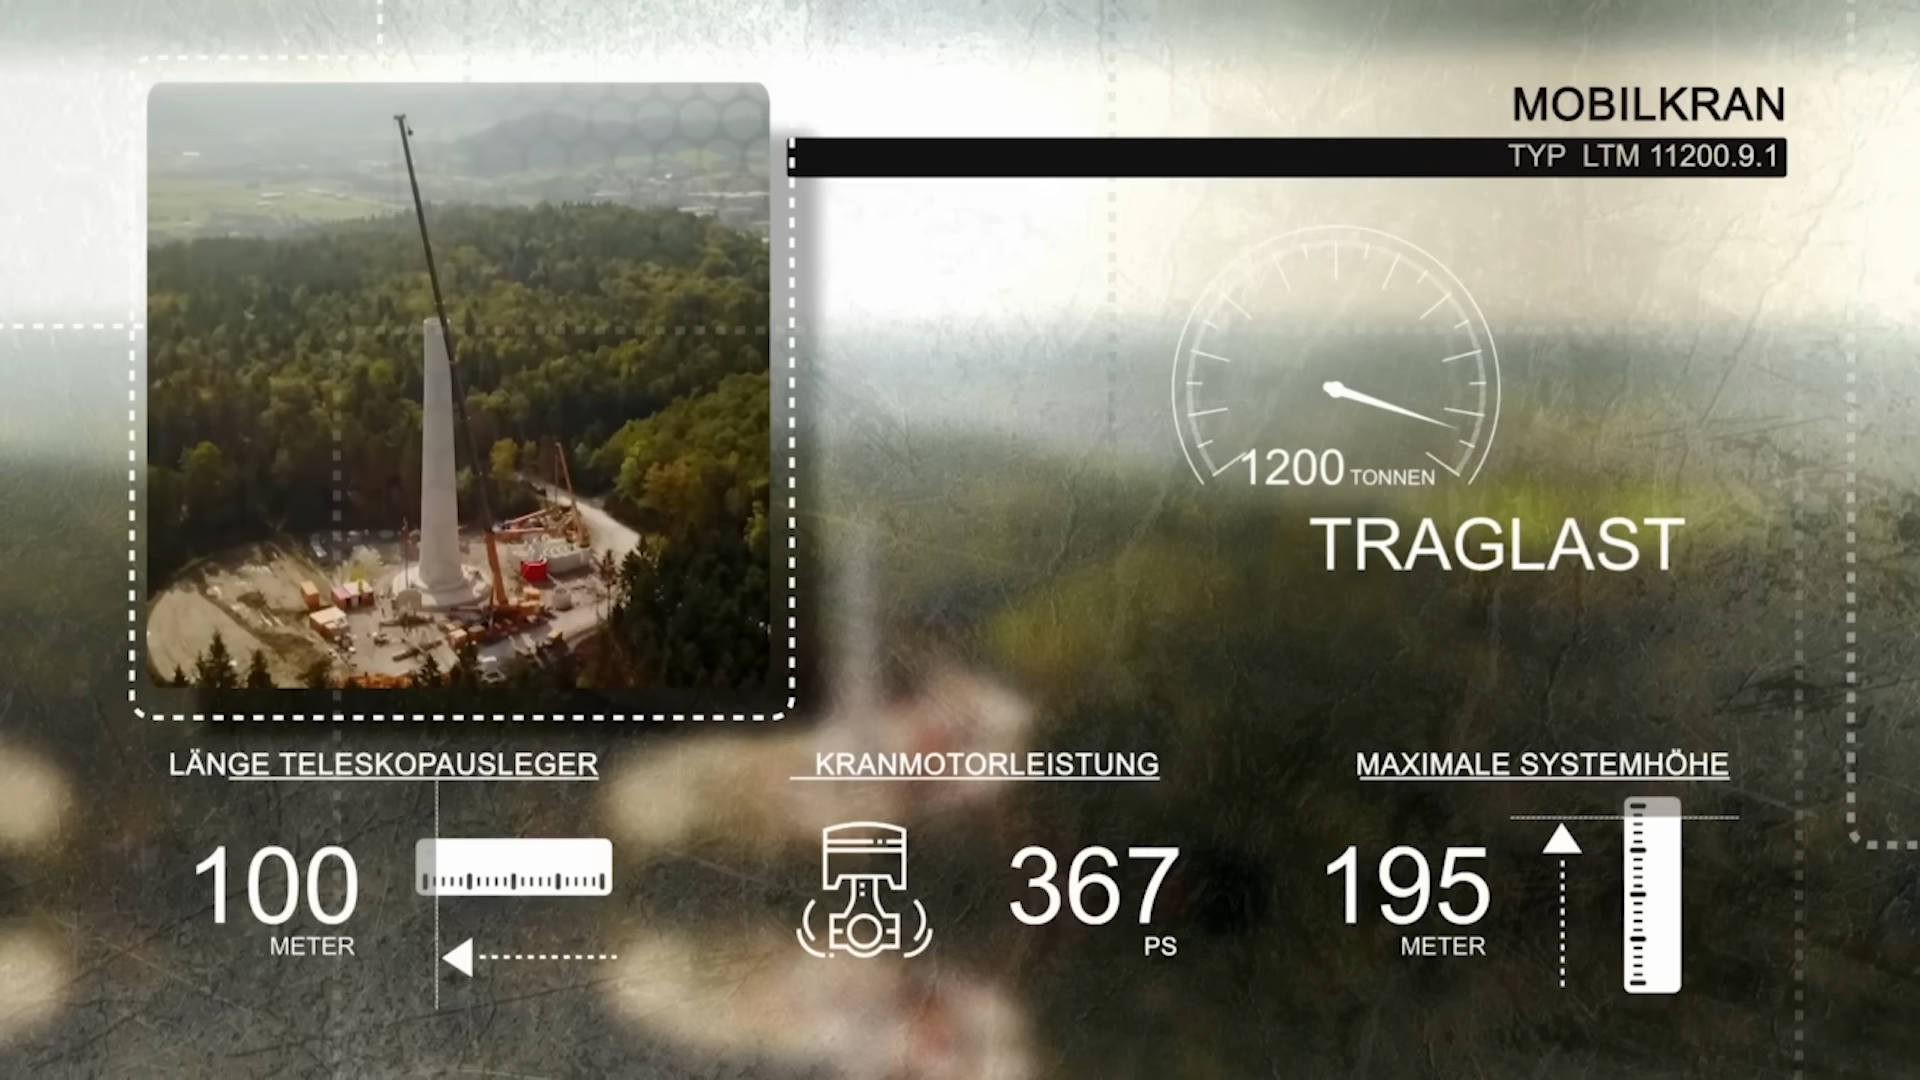 MOBILKRAN
TYP LTM 11200.9.1
1200 TONNEN
TRAGLAST
LÄNGE TELESKOPAUSLEGER
100
METER
KRANMOTORLEISTUNG
367
PS
MAXIMALE SYSTEMHÖHE
195
METER